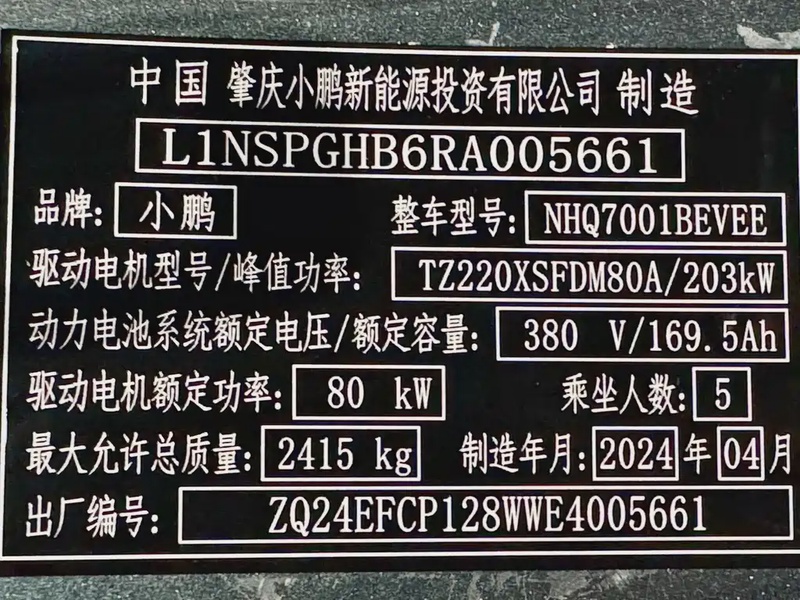 中国 肇庆小鹏新能源投资有限公司 制造
L1NSPGHB6RA005661
品牌: 小鹏 整车型号: NHQ7001BEVEE
驱动电机型号/峰值功率: TZ220XSFDM80A/203kW
动力电池系统额定电压/额定容量: 380 V/169.5Ah
驱动电机额定功率: 80 kW 乘坐人数: 5
最大允许总质量: 2415 kg 制造年月: 2024 年 04 月
出厂编号: ZQ24EFCP128WWE4005661